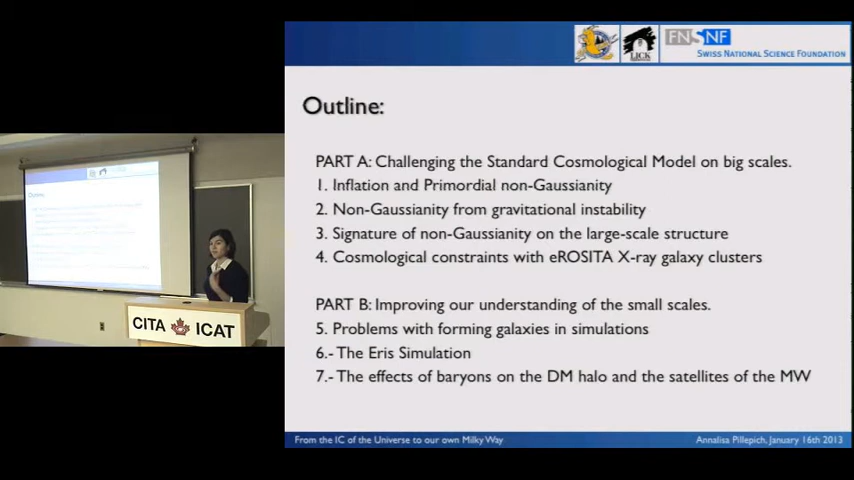 LICK
FNSNF
SWISS NATIONAL SCIENCE FOUNDATION
Outline:
PART A: Challenging the Standard Cosmological Model on big scales.
1. Inflation and Primordial non-Gaussianity
2. Non-Gaussianity from gravitational instability
3. Signature of non-Gaussianity on the large-scale structure
4. Cosmological constraints with eROSITA X-ray galaxy clusters
PART B: Improving our understanding of the small scales.
5. Problems with forming galaxies in simulations
6.- The Eris Simulation
7.- The effects of baryons on the DM halo and the satellites of the MW
From the IC of the Universe to our own Milky Way
Annalisa Pillepich, January 16th 2013
CITA ICAT